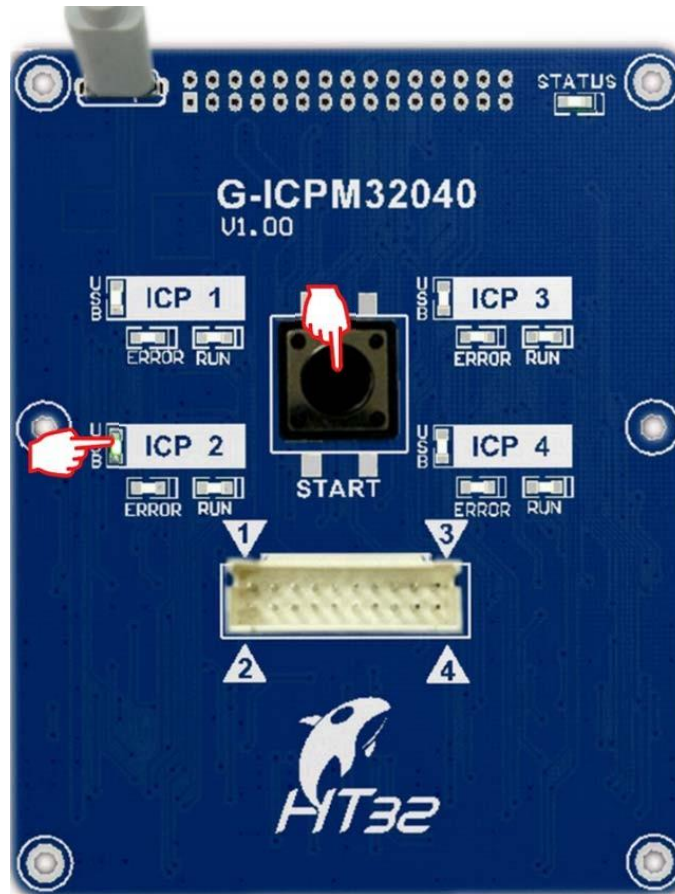 STATUS
G-ICPM32040
V1.00
USB
ICP 1
ERROR
RUN
USB
ICP 3
ERROR
RUN
USB
ICP 2
ERROR
RUN
USB
ICP 4
ERROR
RUN
START
1
3
2
4
HT32